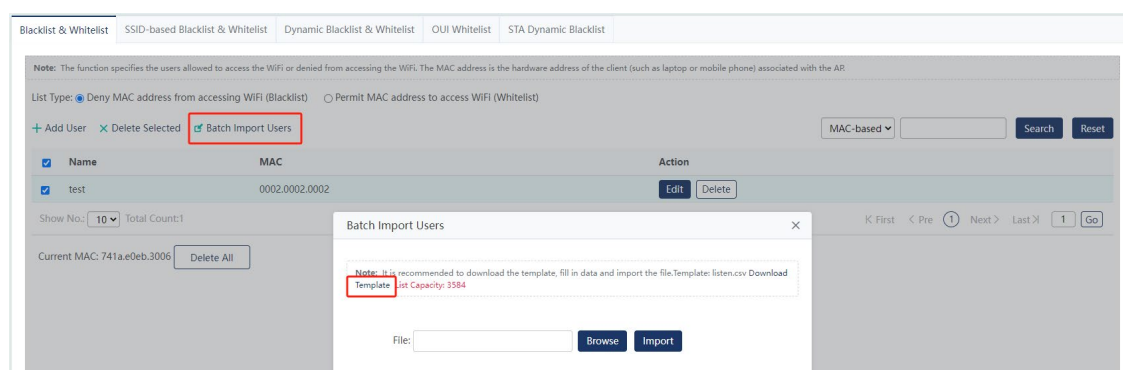 Blacklist & Whitelist SSID-based Blacklist & Whitelist Dynamic Blacklist & Whitelist OUI Whitelist STA Dynamic Blacklist
Note: The function specifies the users allowed to access the WiFi or denied from accessing the WiFi. The MAC address is the hardware address of the client (such as laptop or mobile phone) associated with the AP.
List Type: Deny MAC address from accessing WiFi (Blacklist) Permit MAC address to access WiFi (Whitelist)
+ Add User X Delete Selected Batch Import Users MAC-based Search Reset
Name MAC Action
test 0002.0002.0002 Edit Delete
Show No.: 10 Total Count:1 First < Pre 1 Next > Last 1 Go
Current MAC: 741a.e0eb.3006 Delete All
Batch Import Users
Note: It is recommended to download the template, fill in data and import the file.Template: listen.csv Download
Template List Capacity: 3584
File: Browse Import